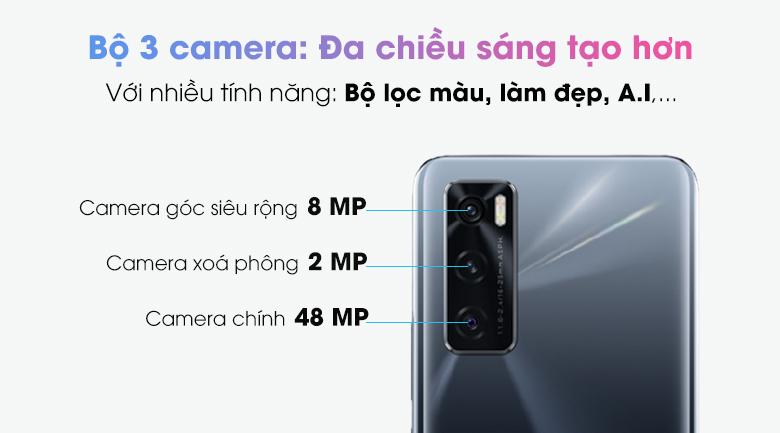 Bộ 3 camera: Đa chiều sáng tạo hơn
Với nhiều tính năng: Bộ lọc màu, làm đẹp, A.I,...
Camera góc siêu rộng 8 MP
Camera xoá phông 2 MP
Camera chính 48 MP